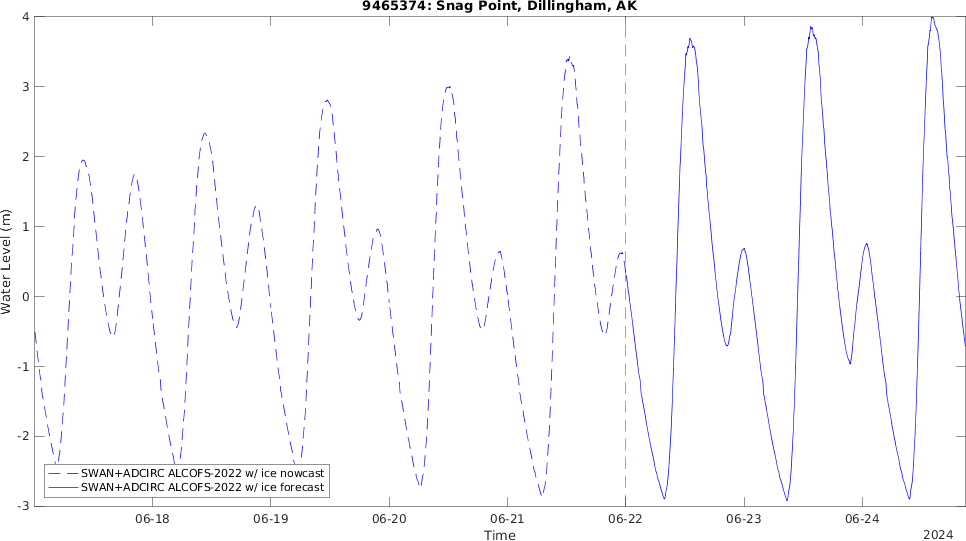 9465374: Snag Point, Dillingham, AK
Water Level (m)
4
3
2
1
0
-1
-2
-3
SWAN+ADCIRC ALCOFS-2022 w/ ice nowcast
SWAN+ADCIRC ALCOFS-2022 w/ ice forecast
06-18 06-19 06-20 06-21 06-22 06-23 06-24
Time
2024